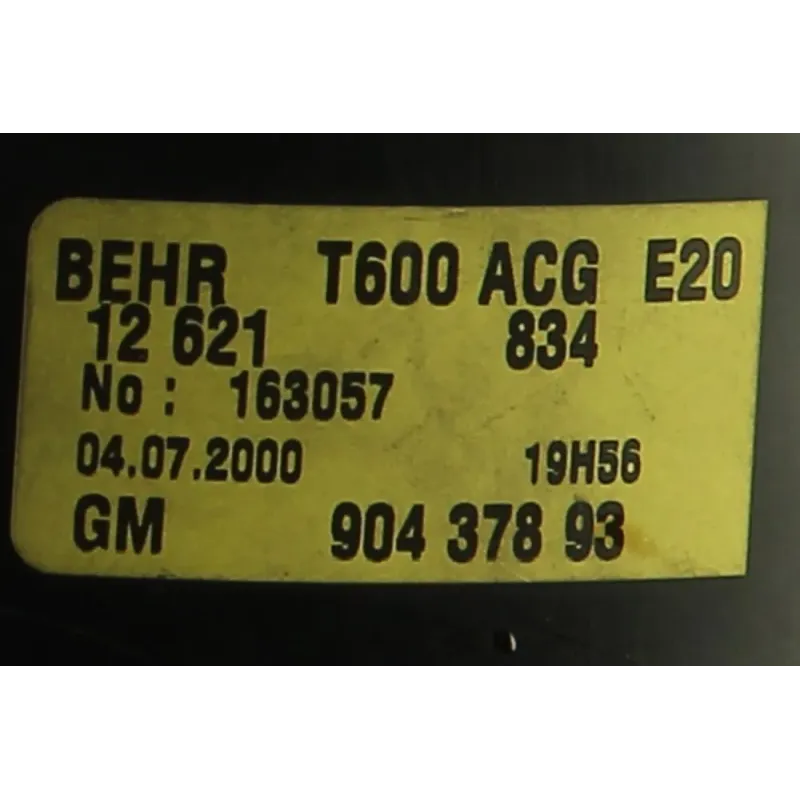 BEHR T600 ACG E20
12 621 834
No : 163057
04.07.2000 19H56
GM 904 378 93